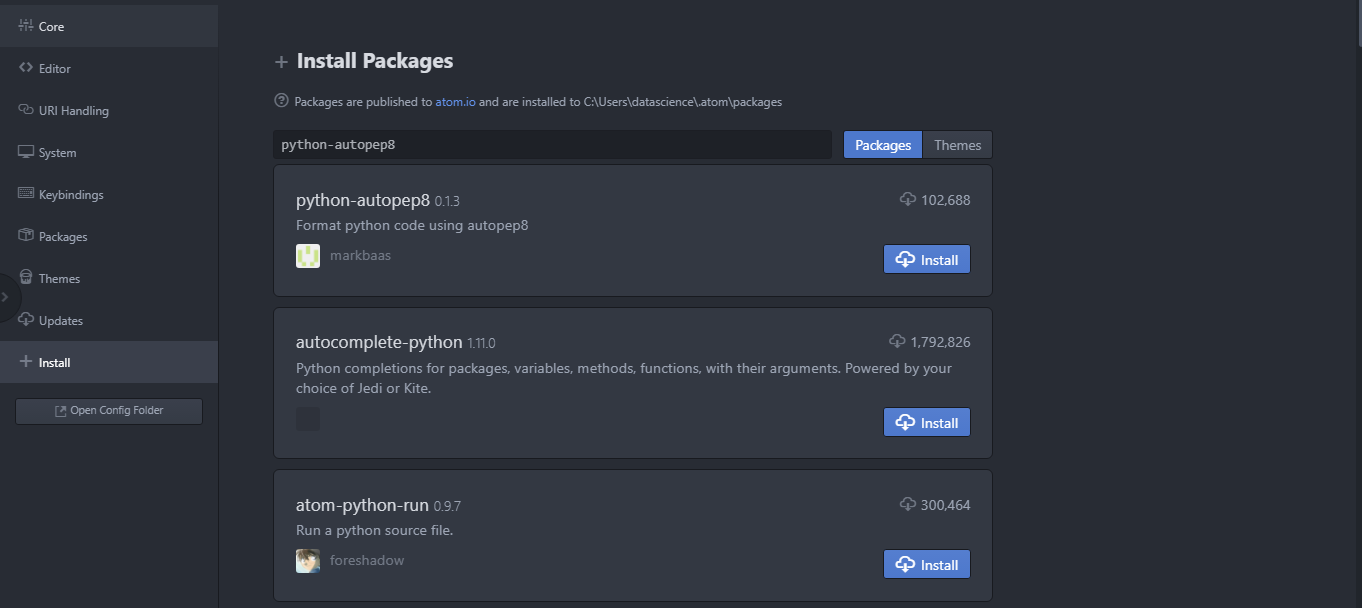 Core
Editor
URI Handling
System
Keybindings
Packages
Themes
Updates
Install
Open Config Folder
Install Packages
Packages are published to atom.io and are installed to C:\Users\datascience\.atom\packages
python-autopep8
Packages Themes
python-autopep8 0.1.3 102,688
Format python code using autopep8
markbaas
Install
autocomplete-python 1.11.0 1,792,826
Python completions for packages, variables, methods, functions, with their arguments. Powered by your
choice of Jedi or Kite.
Install
atom-python-run 0.9.7 300,464
Run a python source file.
foreshadow
Install